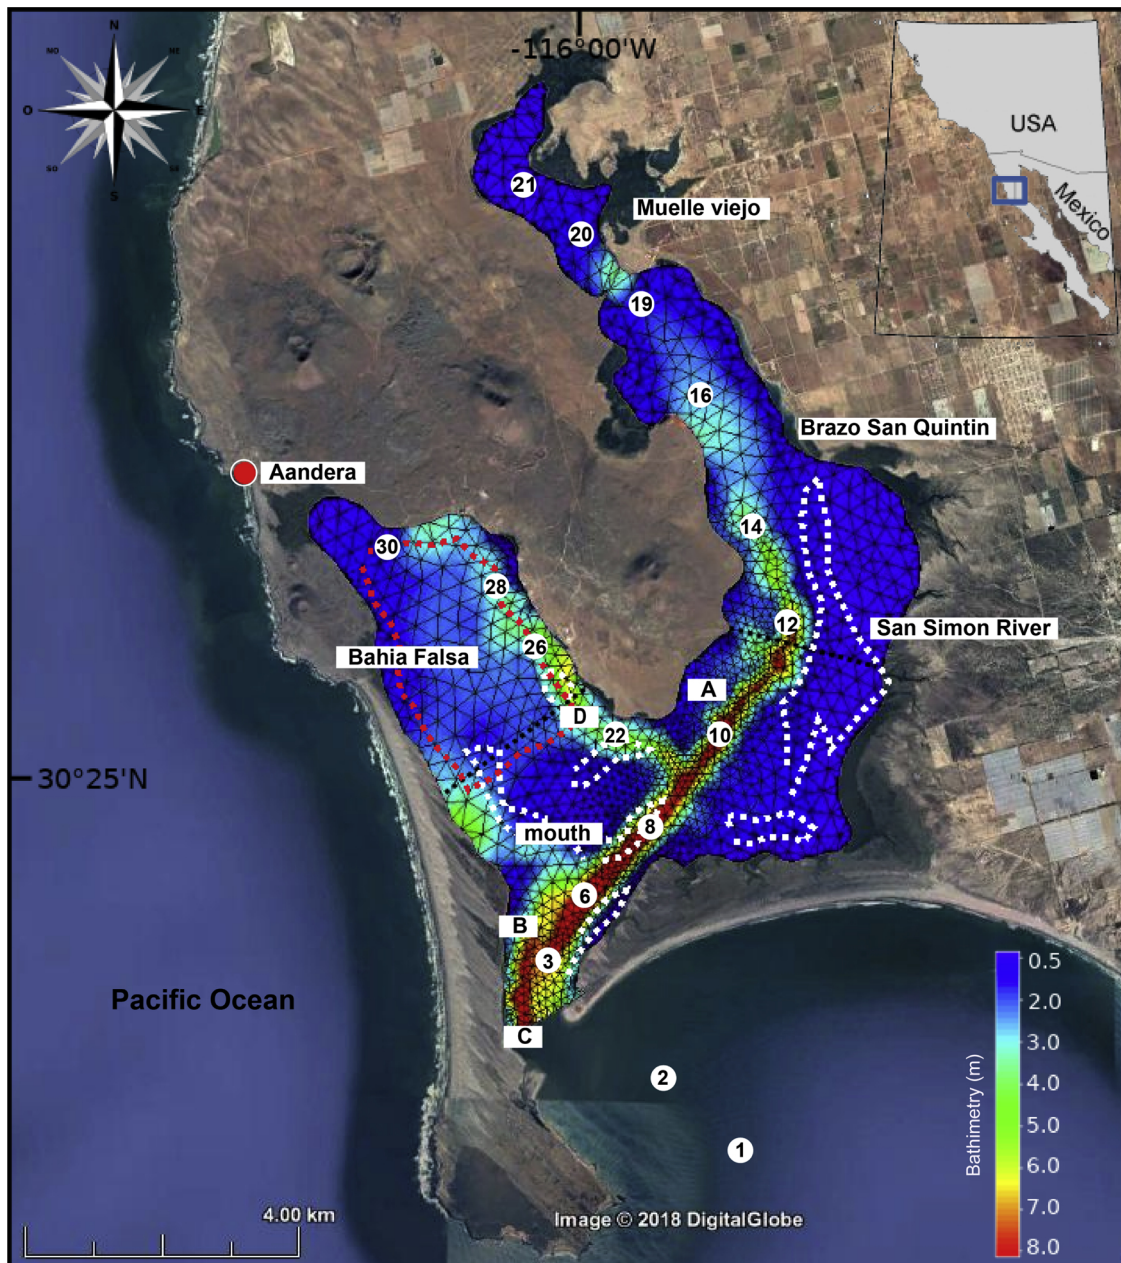 N
-116°00'W
NO
NE
O
E
SO
SE
S
USA
Mexico
21
Muelle viejo
20
19
16
Brazo San Quintin
Aandera
14
30
28
12
San Simon River
26
Bahia Falsa
A
D
22
10
30°25'N
8
mouth
6
B
3
0.5
Pacific Ocean
2.0
C
3.0
2
4.0
Bathimetry (m)
5.0
1
6.0
7.0
4.00 km
Image © 2018 DigitalGlobe
8.0